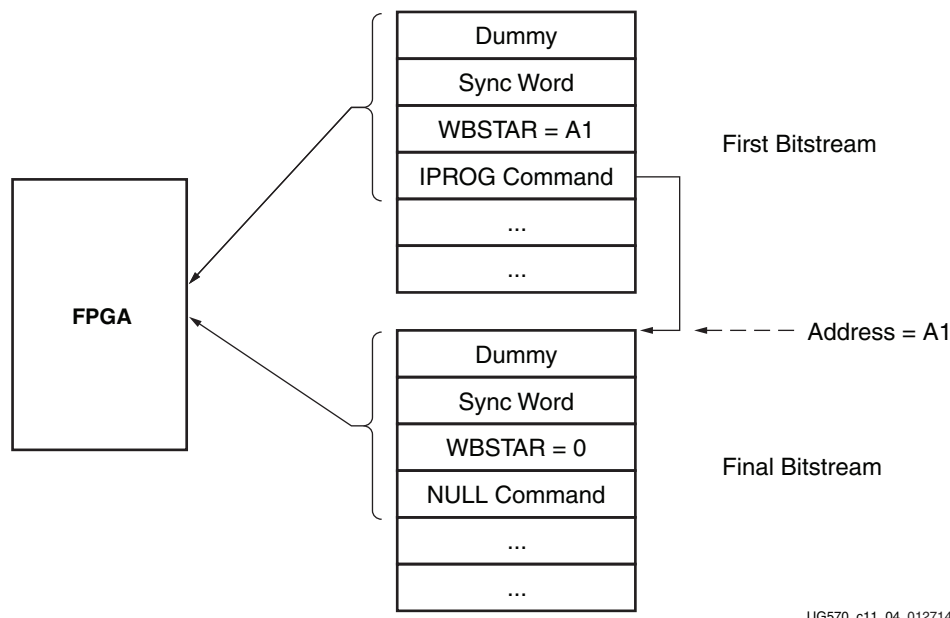 Dummy
Sync Word
WBSTAR = A1
First Bitstream
IPROG Command
...
...
FPGA
Address = A1
Dummy
Sync Word
WBSTAR = 0
Final Bitstream
NULL Command
...
...
UG570_c11_04_012714